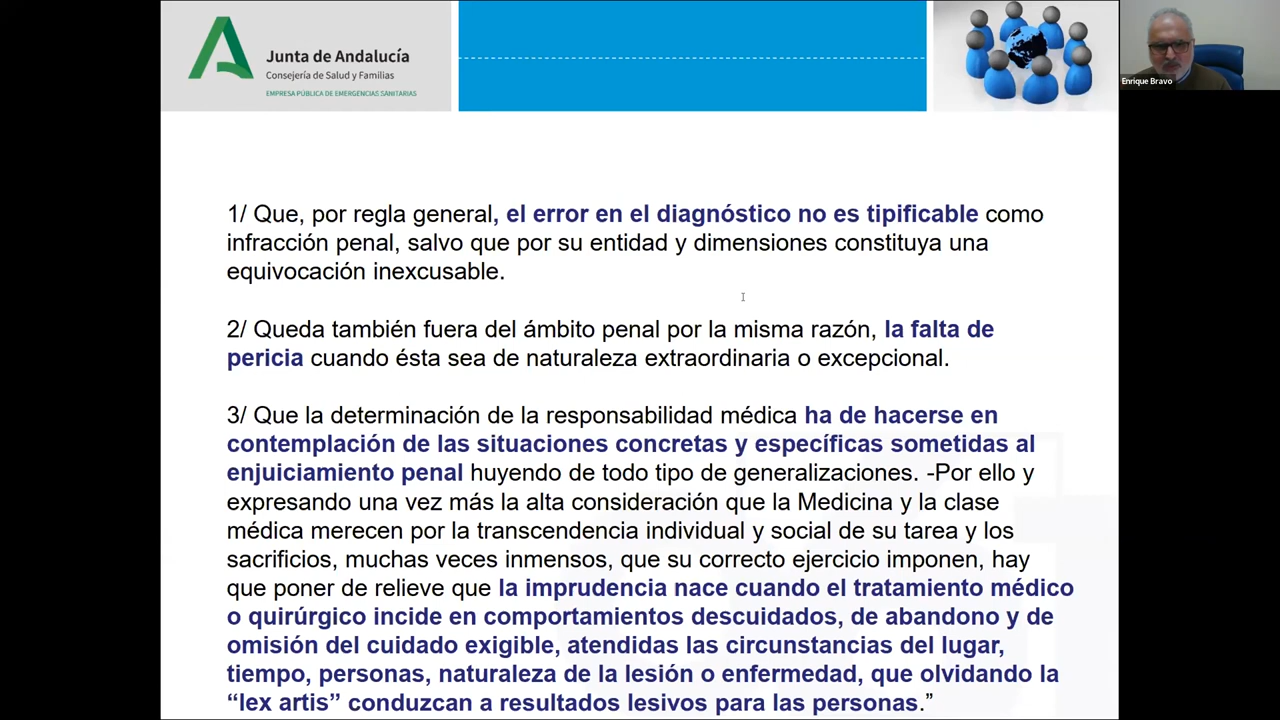 Junta de Andalucía
Consejería de Salud y Familias
EMPRESA PÚBLICA DE EMERGENCIAS SANITARIAS
Enrique Bravo
1/ Que, por regla general, el error en el diagnóstico no es tipificable como
infracción penal, salvo que por su entidad y dimensiones constituya una
equivocación inexcusable.
2/ Queda también fuera del ámbito penal por la misma razón, la falta de
pericia cuando ésta sea de naturaleza extraordinaria o excepcional.
3/ Que la determinación de la responsabilidad médica ha de hacerse en
contemplación de las situaciones concretas y específicas sometidas al
enjuiciamiento penal huyendo de todo tipo de generalizaciones. -Por ello y
expresando una vez más la alta consideración que la Medicina y la clase
médica merecen por la transcendencia individual y social de su tarea y los
sacrificios, muchas veces inmensos, que su correcto ejercicio imponen, hay
que poner de relieve que la imprudencia nace cuando el tratamiento médico
o quirúrgico incide en comportamientos descuidados, de abandono y de
omisión del cuidado exigible, atendidas las circunstancias del lugar,
tiempo, personas, naturaleza de la lesión o enfermedad, que olvidando la
“lex artis” conduzcan a resultados lesivos para las personas.”